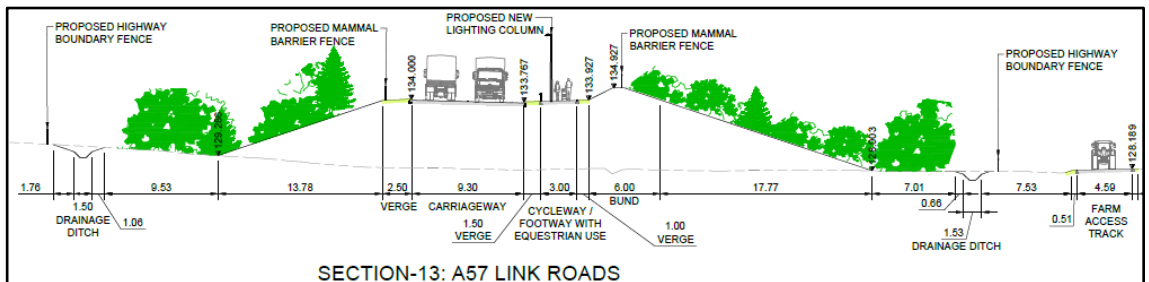 PROPOSED HIGHWAY
BOUNDARY FENCE
PROPOSED MAMMAL
BARRIER FENCE
PROPOSED NEW
LIGHTING COLUMN
PROPOSED MAMMAL
BARRIER FENCE
PROPOSED HIGHWAY
BOUNDARY FENCE
134.000
133.767
133.927
134.927
128.189
1.76
9.53
13.78
2.50
9.30
3.00
6.00
17.77
7.01
7.53
4.59
1.50
DRAINAGE
DITCH
1.06
VERGE
CARRIAGEWAY
1.50
VERGE
CYCLEWAY /
FOOTWAY WITH
EQUESTRIAN USE
BUND
1.00
VERGE
0.66
1.53
DRAINAGE DITCH
0.51
FARM
ACCESS
TRACK
SECTION-13: A57 LINK ROADS